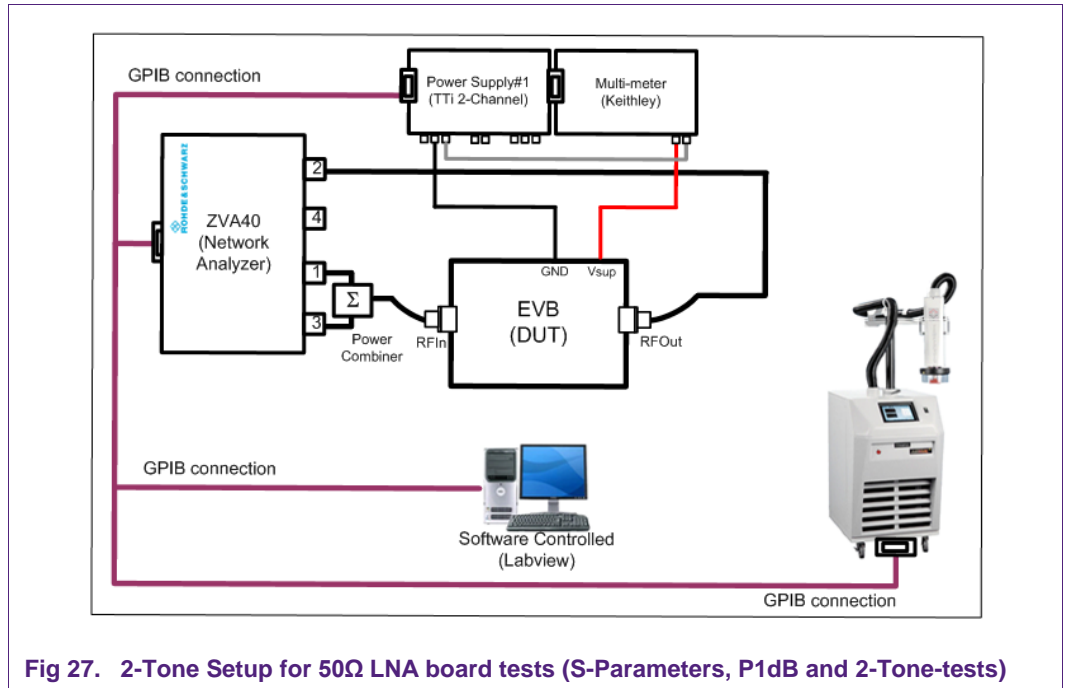 GPIB connection
Power Supply#1
(TTi 2-Channel)
Multi-meter
(Keithley)
ROHDE & SCHWARZ
ZVA40
(Network
Analyzer)
2
4
1
3
Σ
Power
Combiner
RFIn
GND
Vsup
EVB
(DUT)
RFOut
GPIB connection
Software Controlled
(Labview)
GPIB connection
Fig 27. 2-Tone Setup for 50Ω LNA board tests (S-Parameters, P1dB and 2-Tone-tests)